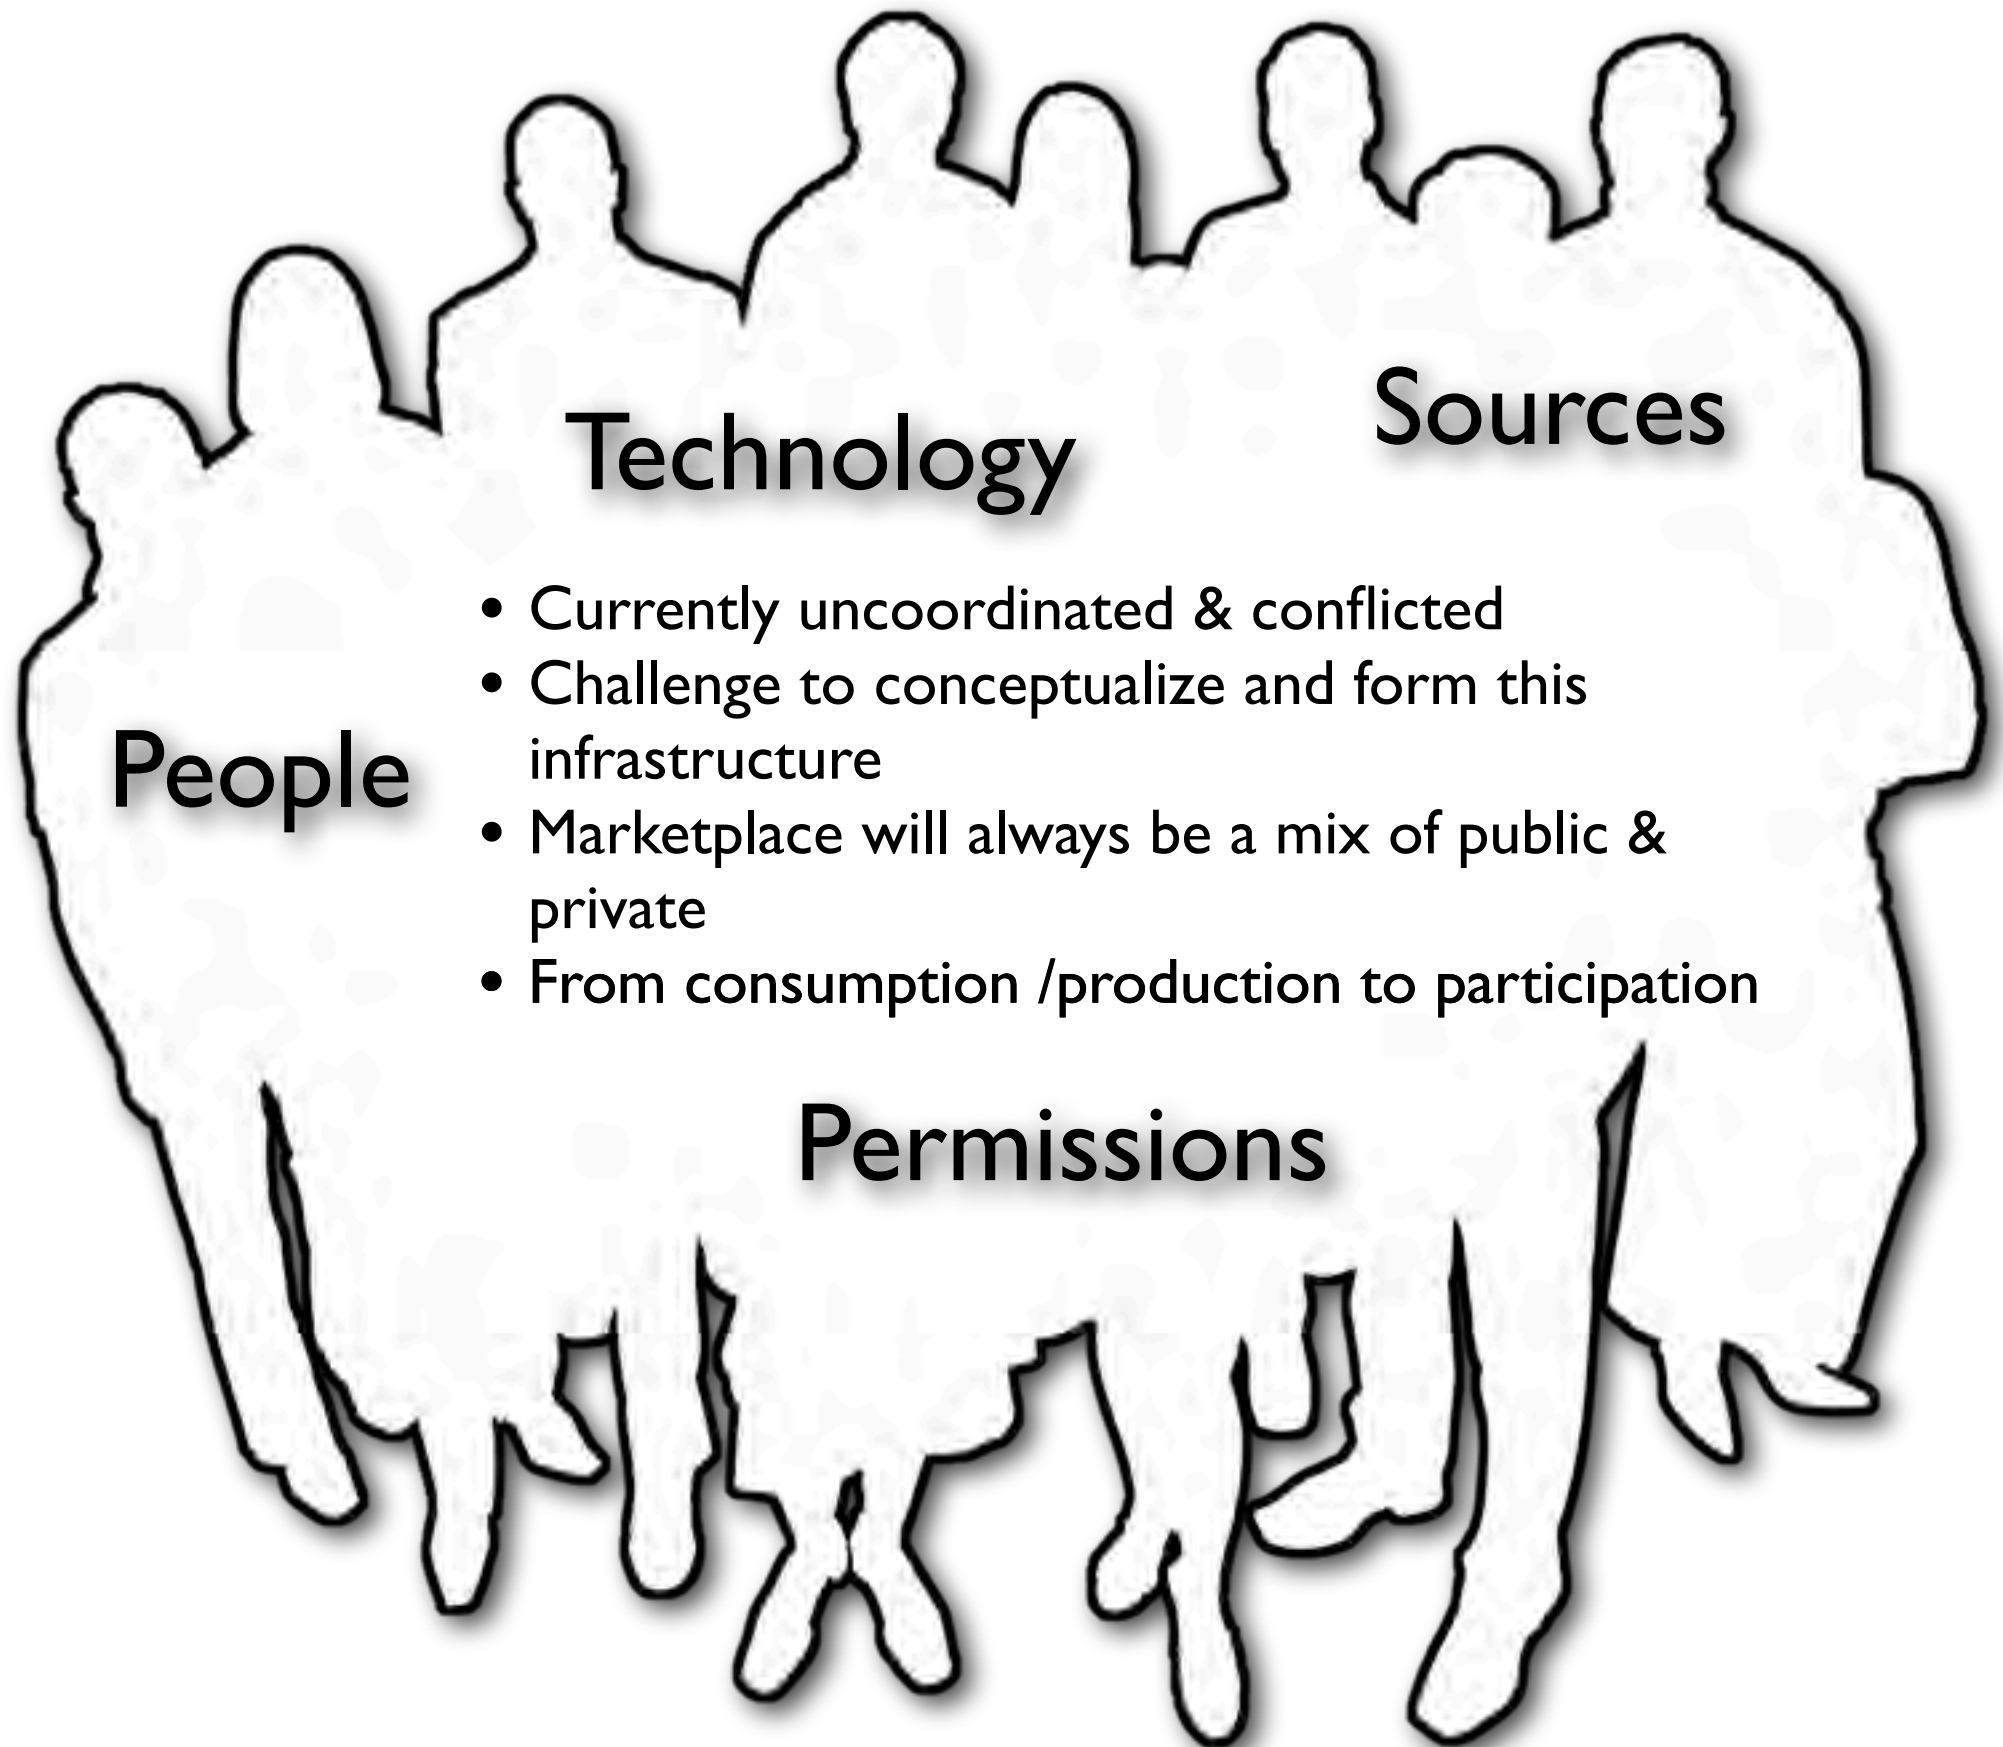 Sources
Technology
• Currently uncoordinated & conflicted
• Challenge to conceptualize and form this
infrastructure
People
• Marketplace will always be a mix of public &
private
• From consumption /production to participation
Permissions